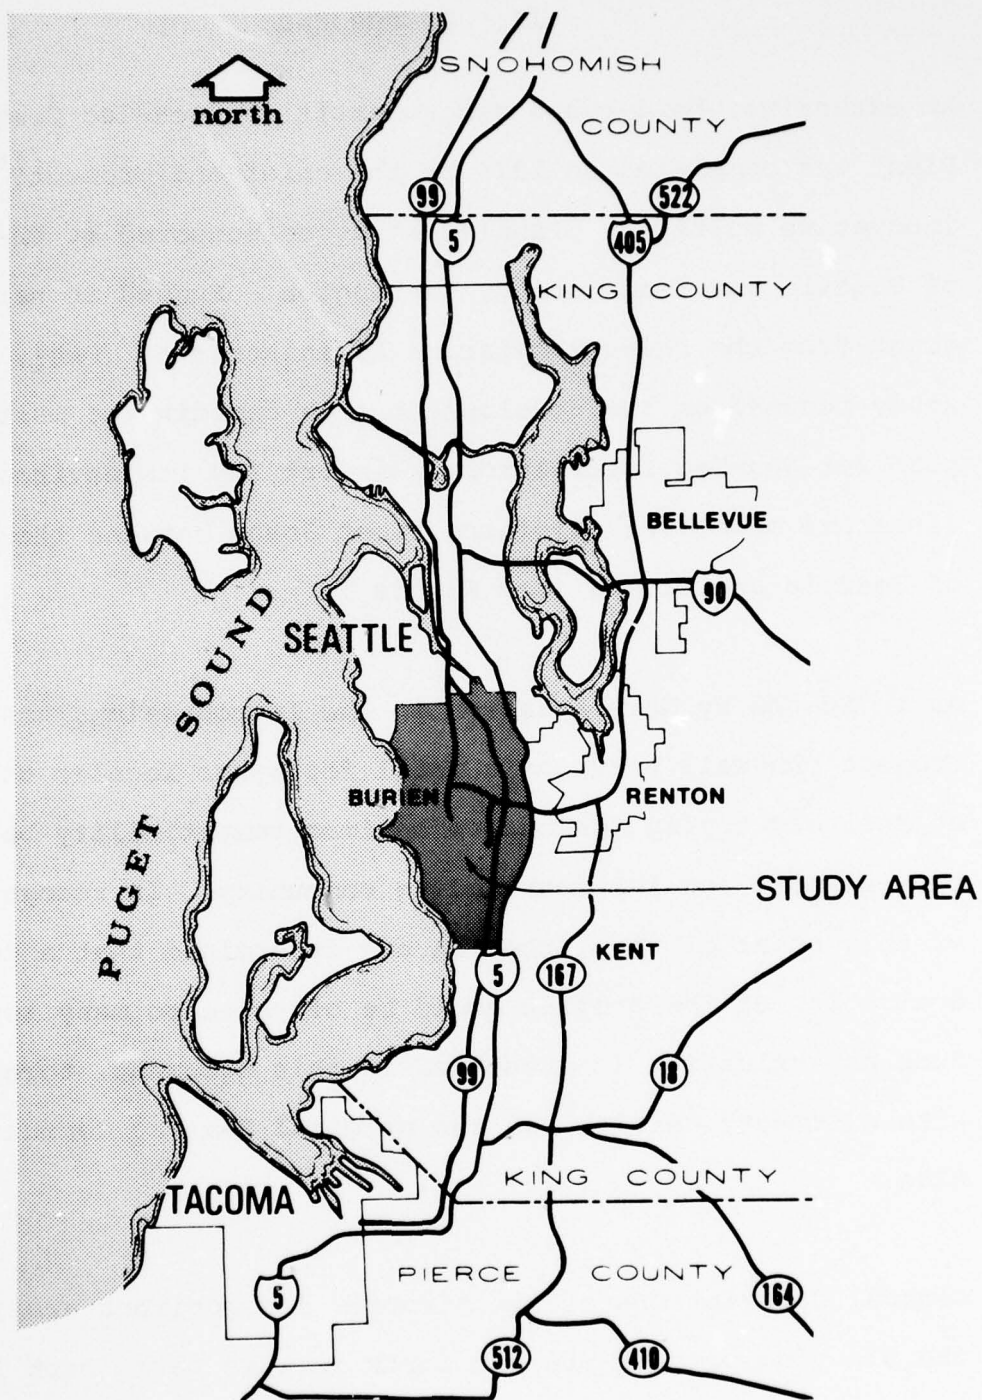 SNOHOMISH
COUNTY
north
99
522
5
405
KING COUNTY
BELLEVUE
90
PUGET SOUND
SEATTLE
BURIEN
RENTON
STUDY AREA
KENT
5
167
99
18
KING COUNTY
TACOMA
PIERCE COUNTY
5
164
512
410